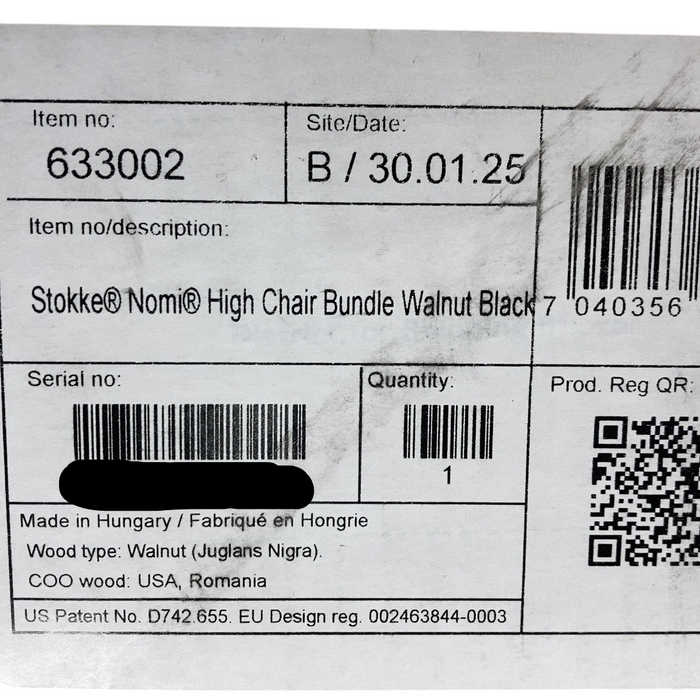 Item no:
633002
Site/Date:
B / 30.01.25
Item no/description:
Stokke® Nomi® High Chair Bundle Walnut Black
7 040356
Serial no:
Quantity:
1
Prod. Reg QR:
Made in Hungary / Fabriqué en Hongrie
Wood type: Walnut (Juglans Nigra).
COO wood: USA, Romania
US Patent No. D742.655. EU Design reg. 002463844-0003